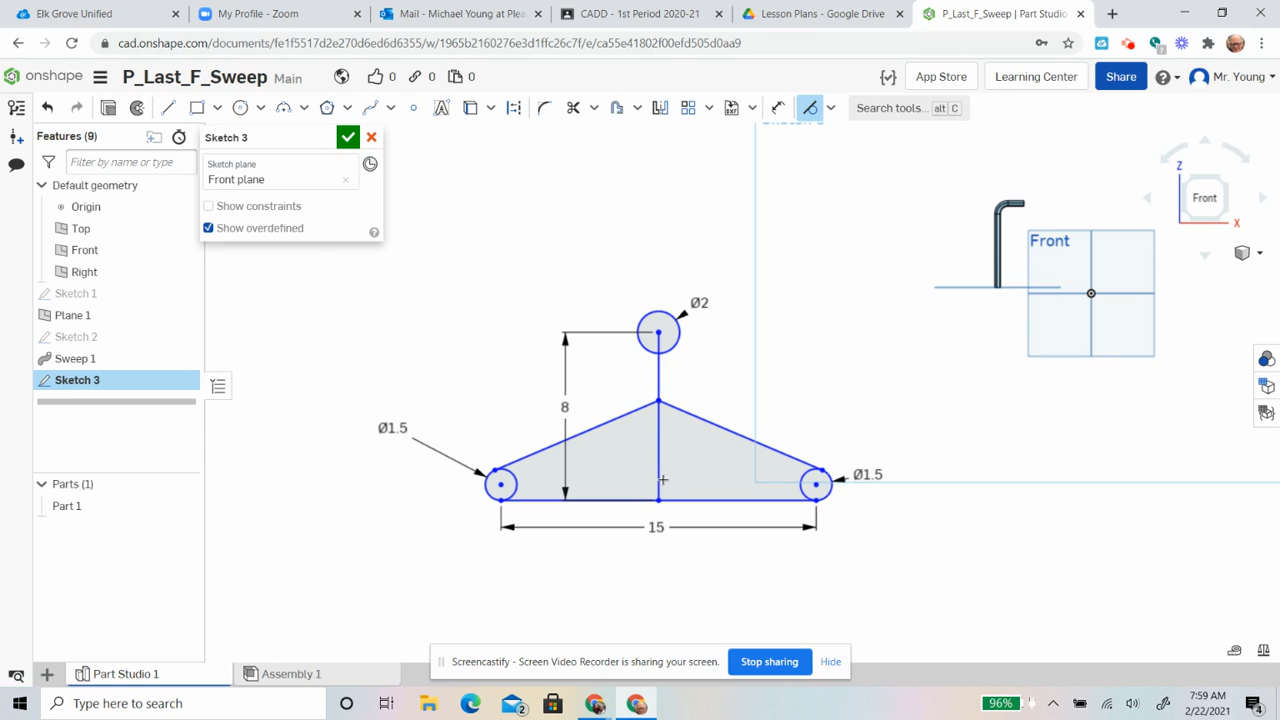 Elk Grove Unified
My Profile - Zoom
Mail - Michael Young at Plea
CADD - 1st Period 2020-21
Lesson Plans - Google Drive
P_Last_F_Sweep | Part Studio
cad.onshape.com/documents/fe1f5517d2e270d6ed6d6355/w/1965b2160276e3d1ffc26c7f/e/ca55e41802f00efd505d0aa9
onshape
P_Last_F_Sweep Main
0
0
0
App Store
Learning Center
Share
Mr. Young
Search tools... alt C
Features (9)
Filter by name or type
Default geometry
Origin
Top
Front
Right
Sketch 1
Plane 1
Sketch 2
Sweep 1
Sketch 3
Parts (1)
Part 1
Sketch 3
Sketch plane
Front plane
Show constraints
Show overdefined
Ø2
8
Ø1.5
Ø1.5
15
Front
Z
Front
X
Part Studio 1
Assembly 1
Screencastify - Screen Video Recorder is sharing your screen.
Stop sharing
Hide
Type here to search
2
96%
7:59 AM
2/22/2021
4